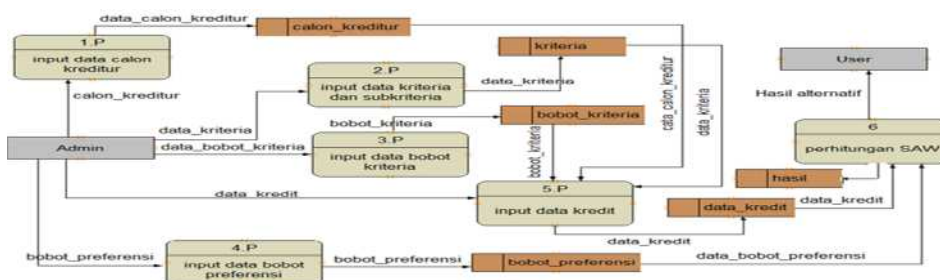 data_calon_kreditur
calon_kreditur
1.P
input data calon
kreditur
kriteria
User
2.P
input data kriteria
dan subkriteria
data_kriteria
calon_kreditur
Hasil alternatif
bobot_kriteria
bobot_kriteria
data_kriteria
cata_calon_kreditur
data_kriteria
3.P
input data bobot
kriteria
Admin
data_bobot_kriteria
bobot_kriteria
6
perhitungan SAW
hasil
5.P
input data kredit
data_kredit
data_kredit
data_kredit
data_kredit
4.P
input data bobot
preferensi
bobot_preferensi
bobot_preferensi
bobot_preferensi
data_bobot_preferensi